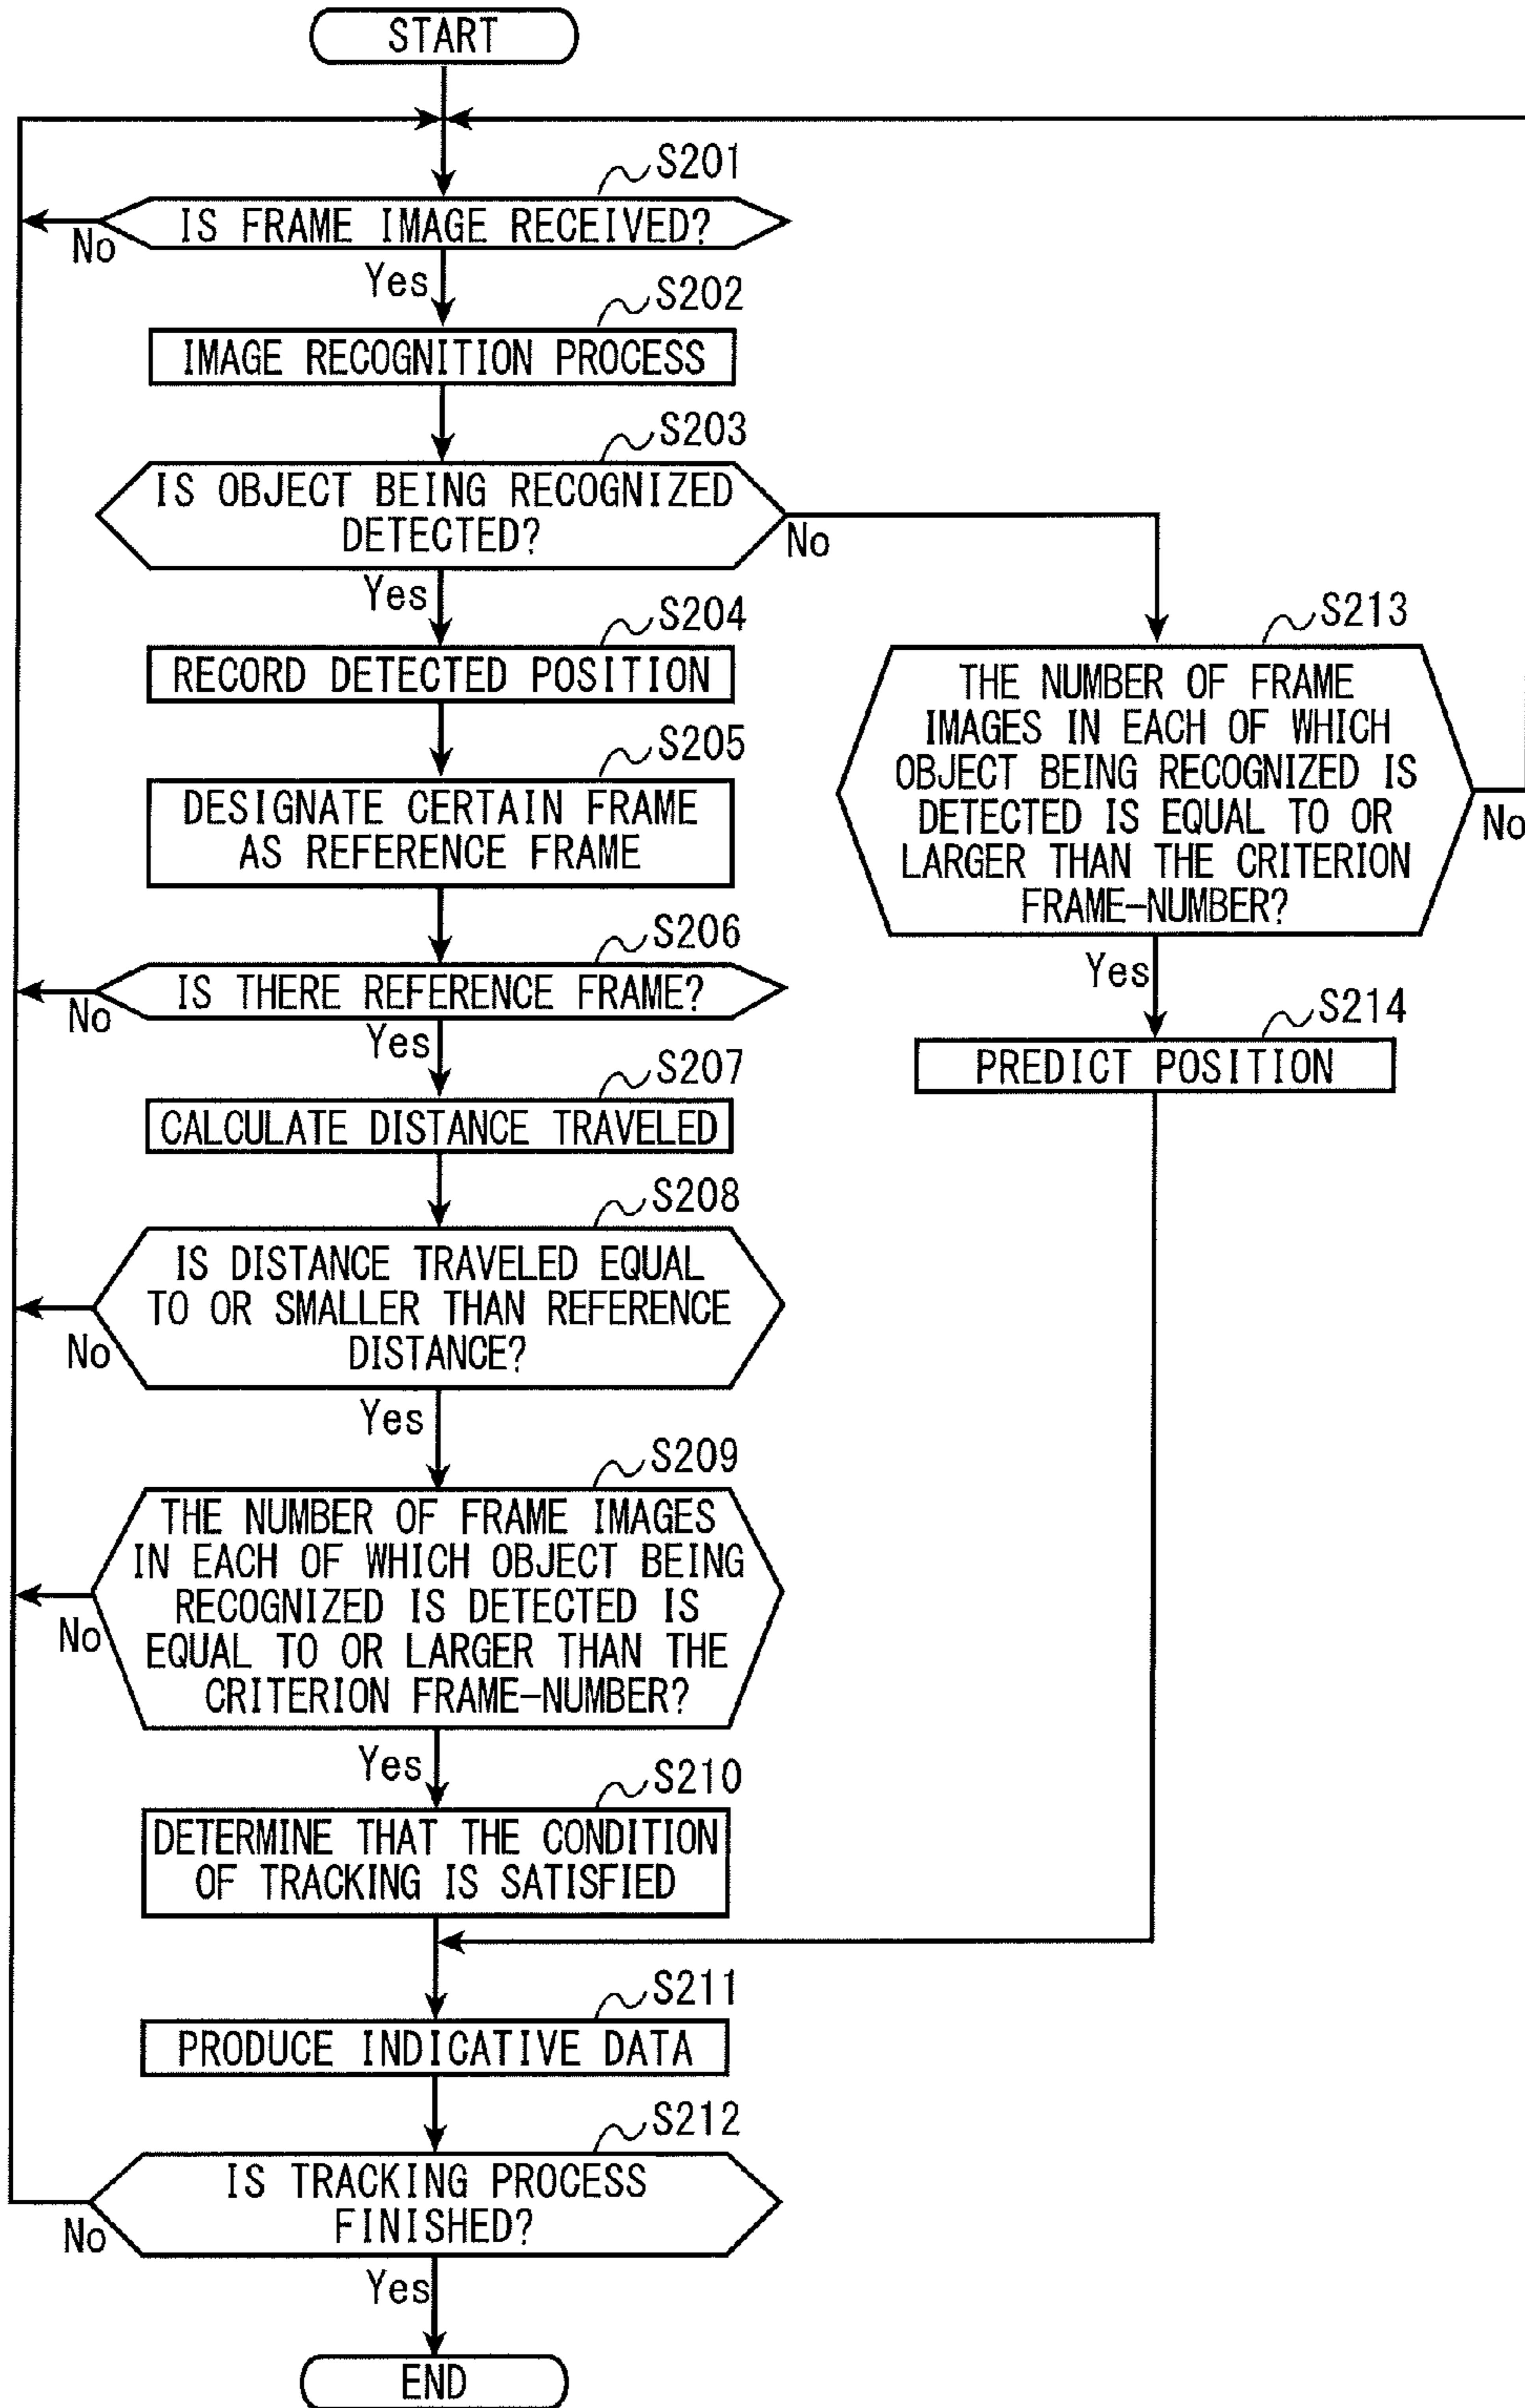 START
S201
IS FRAME IMAGE RECEIVED?
No
Yes
S202
IMAGE RECOGNITION PROCESS
S203
IS OBJECT BEING RECOGNIZED
DETECTED?
No
Yes
S204
RECORD DETECTED POSITION
S205
DESIGNATE CERTAIN FRAME
AS REFERENCE FRAME
S206
IS THERE REFERENCE FRAME?
No
Yes
S207
CALCULATE DISTANCE TRAVELED
S208
IS DISTANCE TRAVELED EQUAL
TO OR SMALLER THAN REFERENCE
DISTANCE?
No
Yes
S209
THE NUMBER OF FRAME IMAGES
IN EACH OF WHICH OBJECT BEING
RECOGNIZED IS DETECTED IS
EQUAL TO OR LARGER THAN THE
CRITERION FRAME-NUMBER?
No
Yes
S210
DETERMINE THAT THE CONDITION
OF TRACKING IS SATISFIED
S211
PRODUCE INDICATIVE DATA
S212
IS TRACKING PROCESS
FINISHED?
No
Yes
END
S213
THE NUMBER OF FRAME
IMAGES IN EACH OF WHICH
OBJECT BEING RECOGNIZED IS
DETECTED IS EQUAL TO OR
LARGER THAN THE CRITERION
FRAME-NUMBER?
No
Yes
S214
PREDICT POSITION